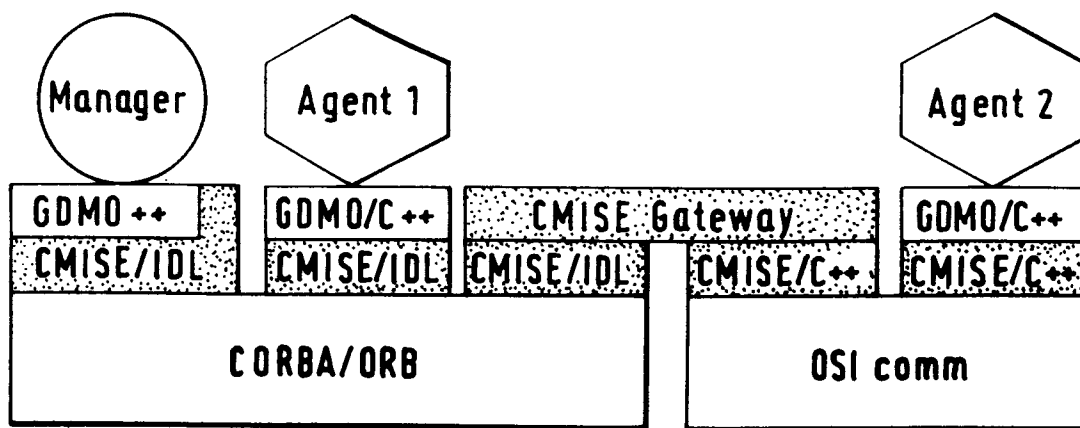 Manager
Agent 1
Agent 2
GDMO ++
GDMO/C ++
CMISE Gateway
GDMO/C++
CMISE/IDL
CMISE/IDL
CMISE/IDL
CMISE/C++
CMISE/C++
CORBA/ORB
OSI comm